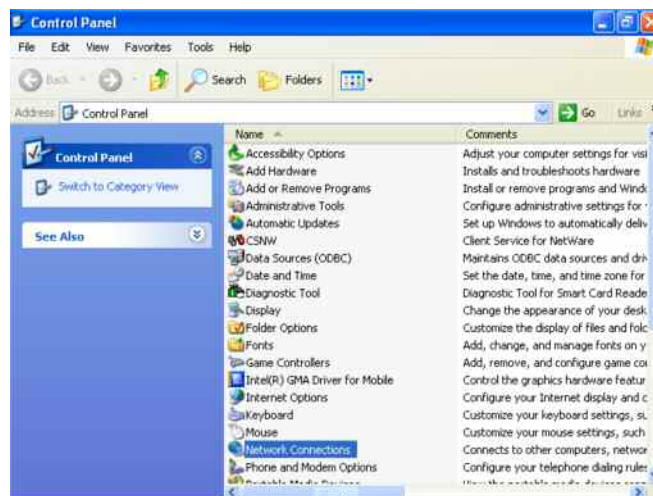 Control Panel
File Edit View Favorites Tools Help
Back Search Folders
Address Control Panel Go Links
Name Comments
Control Panel
Switch to Category View
See Also
Accessibility Options Adjust your computer settings for visi
Add Hardware Installs and troubleshoots hardware
Add or Remove Programs Install or remove programs and Windo
Administrative Tools Configure administrative settings for
Automatic Updates Set up Windows to automatically deliv
CSNW Client Service for NetWare
Data Sources (ODBC) Maintains ODBC data sources and driv
Date and Time Set the date, time, and time zone for
Diagnostic Tool Diagnostic Tool for Smart Card Reade
Display Change the appearance of your desk
Folder Options Customize the display of files and fold
Fonts Add, change, and manage fonts on y
Game Controllers Add, remove, and configure game con
Intel(R) GMA Driver for Mobile Control the graphics hardware featur
Internet Options Configure your Internet display and c
Keyboard Customize your keyboard settings, su
Mouse Customize your mouse settings, such
Network Connections Connects to other computers, networ
Phone and Modem Options Configure your telephone dialing rules